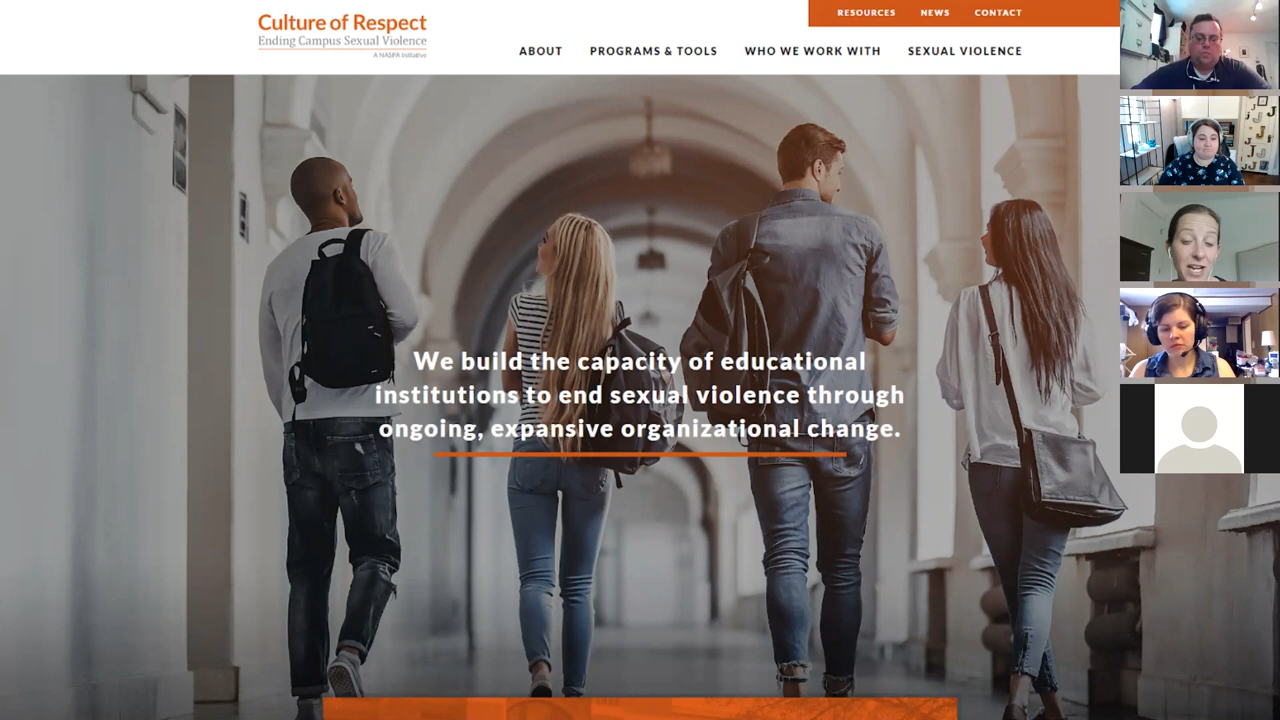 RESOURCES NEWS CONTACT
Culture of Respect
Ending Campus Sexual Violence
A NASPA Initiative
ABOUT PROGRAMS & TOOLS WHO WE WORK WITH SEXUAL VIOLENCE
We build the capacity of educational
institutions to end sexual violence through
ongoing, expansive organizational change.